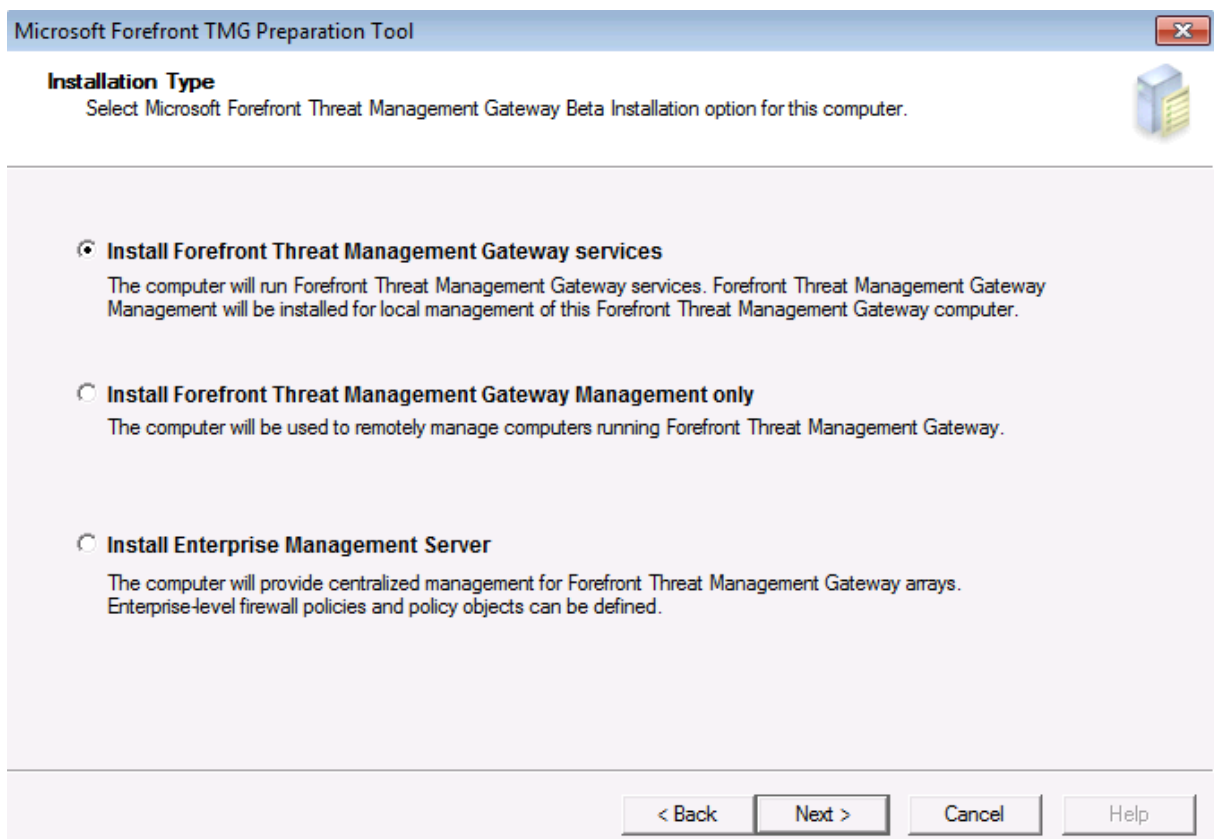 Microsoft Forefront TMG Preparation Tool
Installation Type
Select Microsoft Forefront Threat Management Gateway Beta Installation option for this computer.
Install Forefront Threat Management Gateway services
The computer will run Forefront Threat Management Gateway services. Forefront Threat Management Gateway
Management will be installed for local management of this Forefront Threat Management Gateway computer.
Install Forefront Threat Management Gateway Management only
The computer will be used to remotely manage computers running Forefront Threat Management Gateway.
Install Enterprise Management Server
The computer will provide centralized management for Forefront Threat Management Gateway arrays.
Enterprise-level firewall policies and policy objects can be defined.
< Back Next > Cancel Help